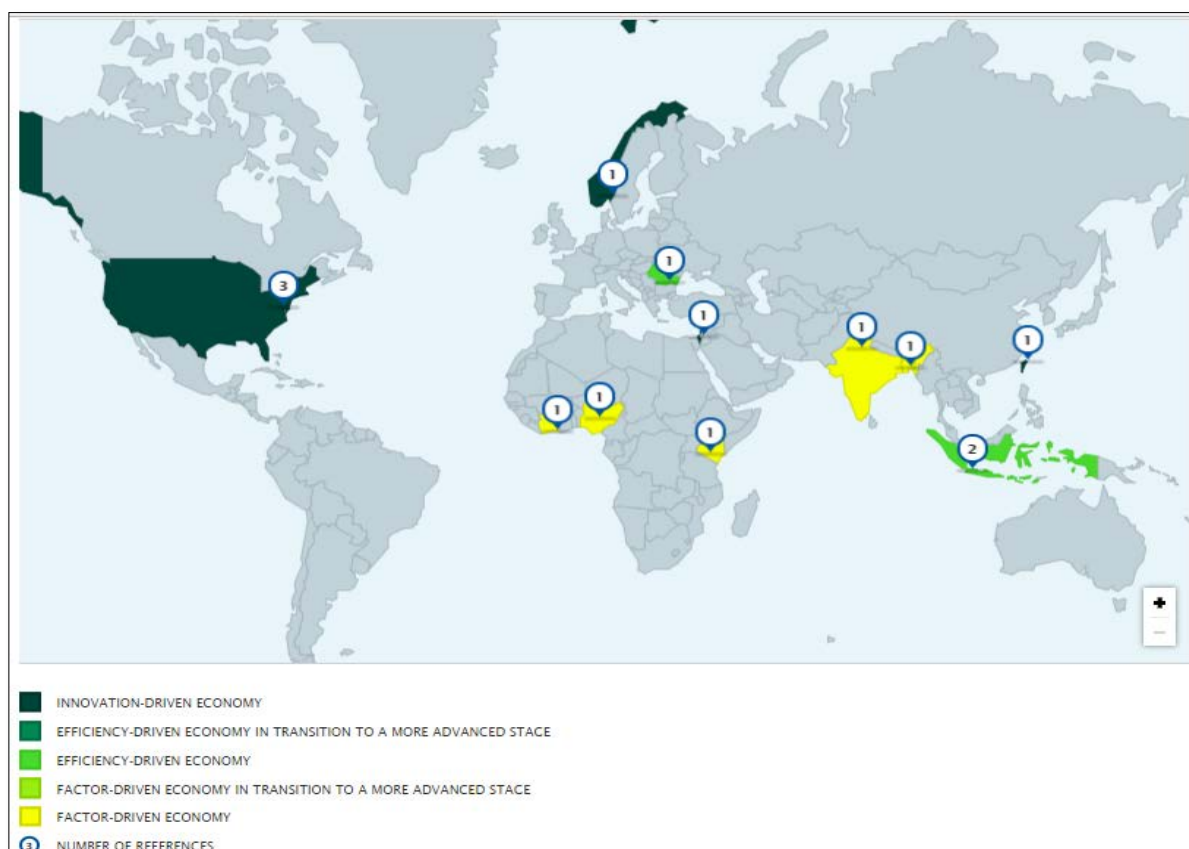 1
1
3
1
1
1
1
1
1
1
2
+
−
INNOVATION-DRIVEN ECONOMY
EFFICIENCY-DRIVEN ECONOMY IN TRANSITION TO A MORE ADVANCED STACE
EFFICIENCY-DRIVEN ECONOMY
FACTOR-DRIVEN ECONOMY IN TRANSITION TO A MORE ADVANCED STACE
FACTOR-DRIVEN ECONOMY
3 NUMBER OF REFERENCES